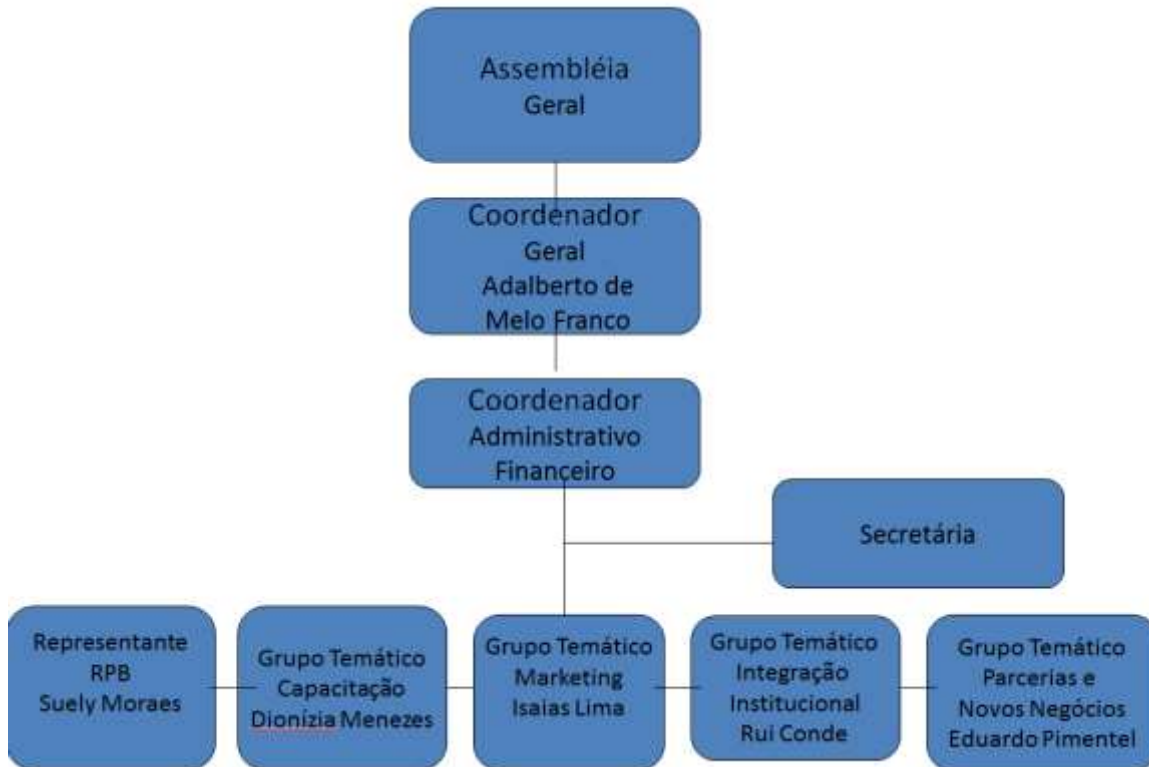 Assembléia
Geral
Coordenador
Geral
Adalberto de
Melo Franco
Coordenador
Administrativo
Financeiro
Secretária
Representante
RPB
Suely Moraes
Grupo Temático
Capacitação
Dionízia Menezes
Grupo Temático
Marketing
Isaias Lima
Grupo Temático
Integração
Institucional
Rui Conde
Grupo Temático
Parcerias e
Novos Negócios
Eduardo Pimentel